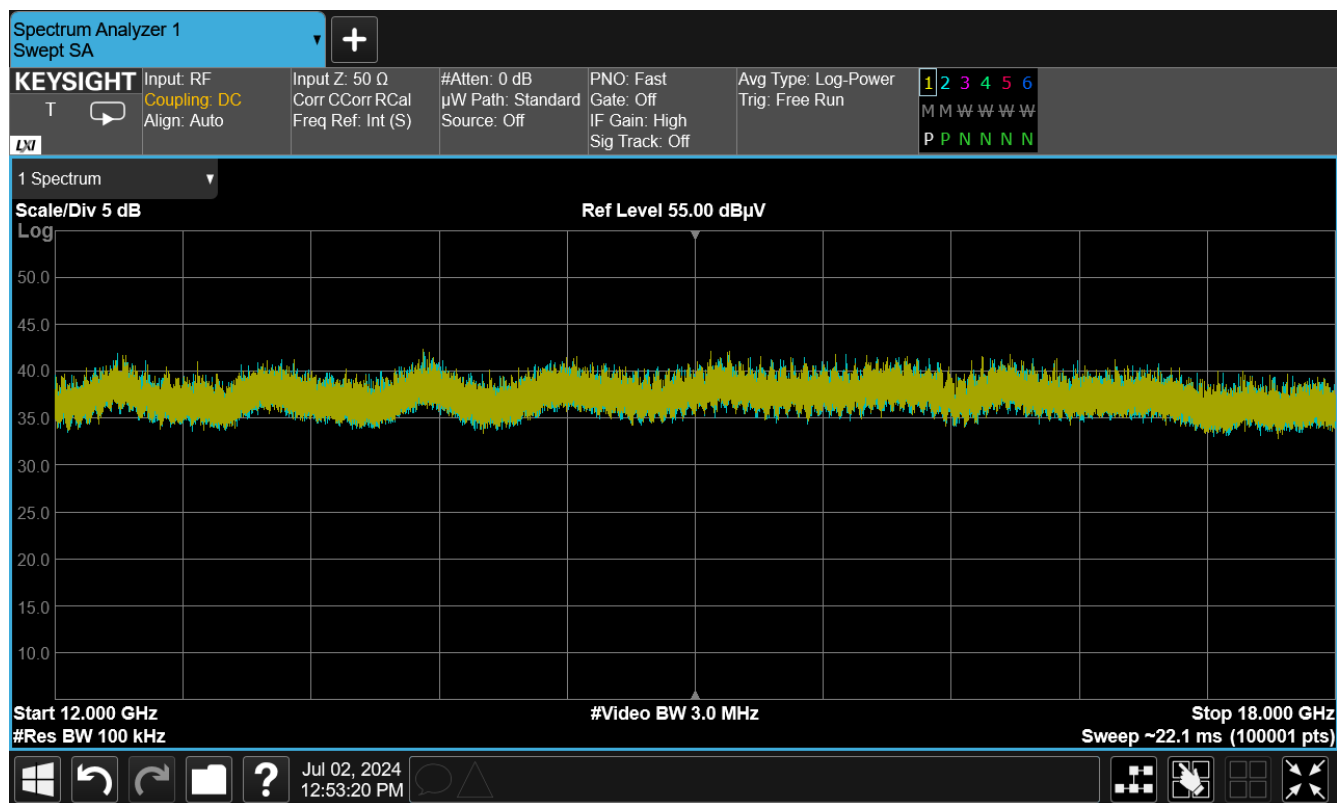 Spectrum Analyzer 1
Swept SA
KEYSIGHT
T
LXI
Input: RF
Coupling: DC
Align: Auto
Input Z: 50 Ω
Corr CCorr RCal
Freq Ref: Int (S)
#Atten: 0 dB
µW Path: Standard
Source: Off
PNO: Fast
Gate: Off
IF Gain: High
Sig Track: Off
Avg Type: Log-Power
Trig: Free Run
1 2 3 4 5 6
M M W W W W
P P N N N N
1 Spectrum
Scale/Div 5 dB
Ref Level 55.00 dBµV
Log
50.0
45.0
40.0
35.0
30.0
25.0
20.0
15.0
10.0
Start 12.000 GHz
#Video BW 3.0 MHz
Stop 18.000 GHz
#Res BW 100 kHz
Sweep ~22.1 ms (100001 pts)
?
Jul 02, 2024
12:53:20 PM